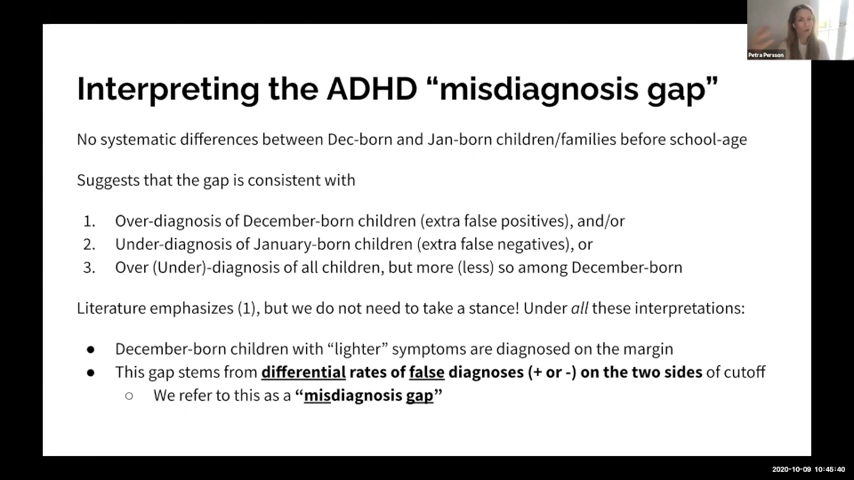 Petra Persson
Interpreting the ADHD “misdiagnosis gap”
No systematic differences between Dec-born and Jan-born children/families before school-age
Suggests that the gap is consistent with
1. Over-diagnosis of December-born children (extra false positives), and/or
2. Under-diagnosis of January-born children (extra false negatives), or
3. Over (Under)-diagnosis of all children, but more (less) so among December-born
Literature emphasizes (1), but we do not need to take a stance! Under all these interpretations:
● December-born children with “lighter” symptoms are diagnosed on the margin
● This gap stems from differential rates of false diagnoses (+ or -) on the two sides of cutoff
○ We refer to this as a “misdiagnosis gap”
2020-10-09 10:45:40